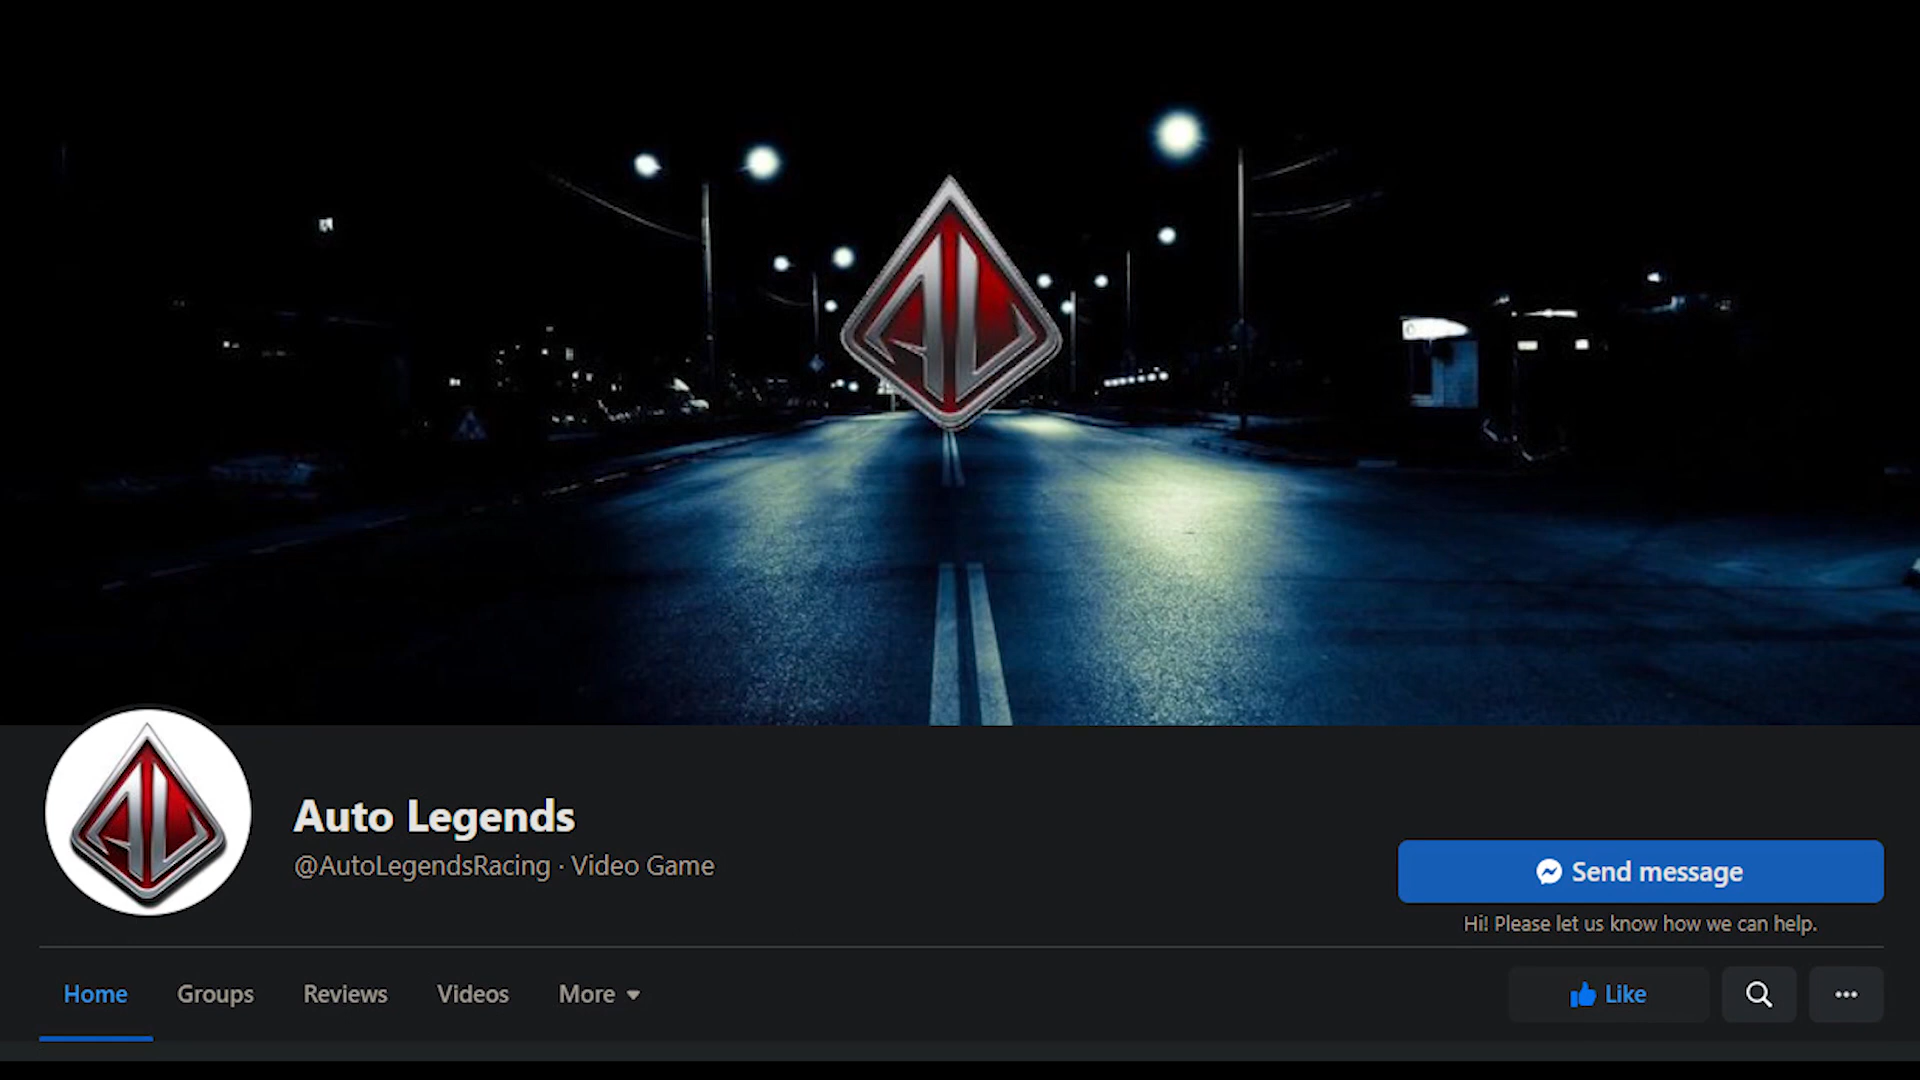 AL
AL
Auto Legends
@AutoLegendsRacing · Video Game
Send message
Hi! Please let us know how we can help.
Home Groups Reviews Videos More
Like